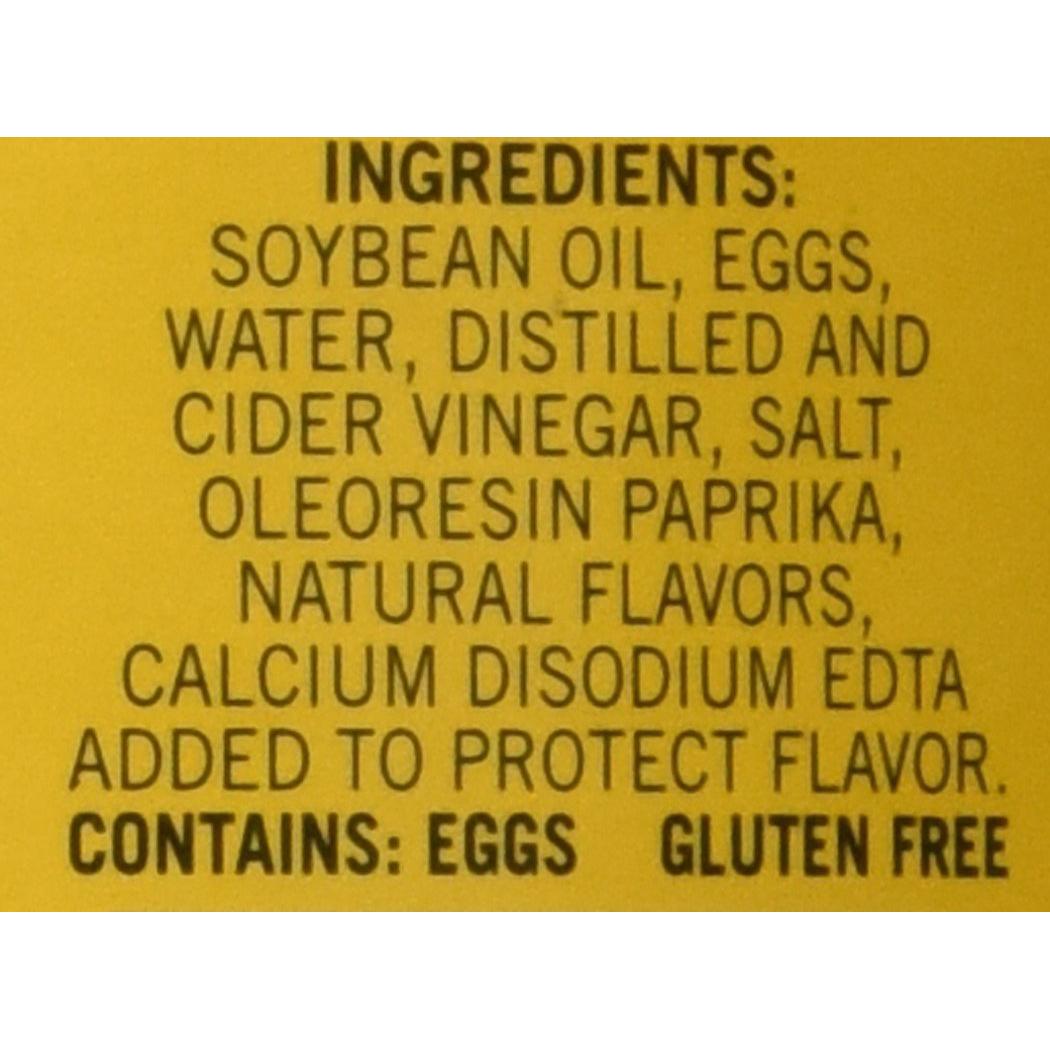 INGREDIENTS:
SOYBEAN OIL, EGGS,
WATER, DISTILLED AND
CIDER VINEGAR, SALT,
OLEORESIN PAPRIKA,
NATURAL FLAVORS,
CALCIUM DISODIUM EDTA
ADDED TO PROTECT FLAVOR.
CONTAINS: EGGS GLUTEN FREE